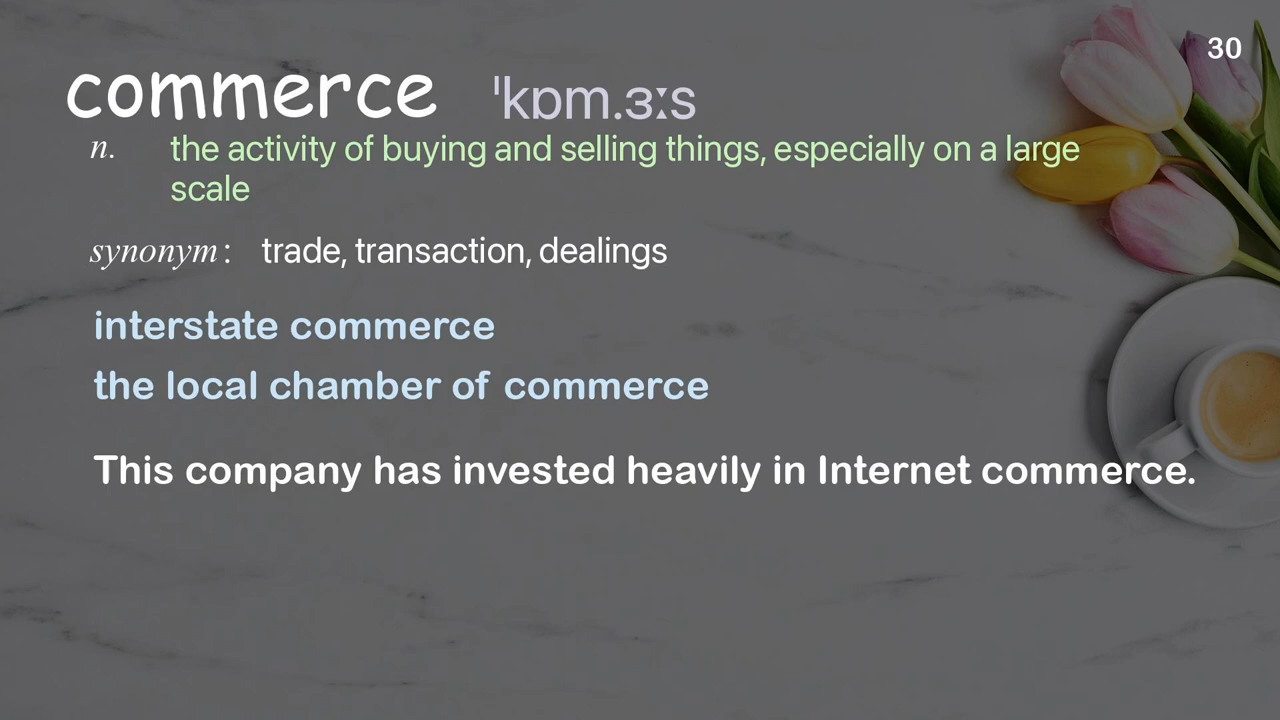 30
commerce ˈkɒm.ɜːs
n. the activity of buying and selling things, especially on a large
scale
synonym: trade, transaction, dealings
interstate commerce
the local chamber of commerce
This company has invested heavily in Internet commerce.